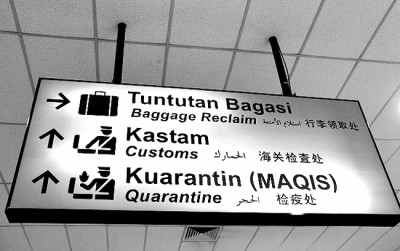 Tuntutan Bagasi
Baggage Reclaim استلام الأمتعة 行李领取处
Kastam
Customs الجمارك 海关检查处
Kuarantin (MAQIS)
Quarantine الحجر 检疫处